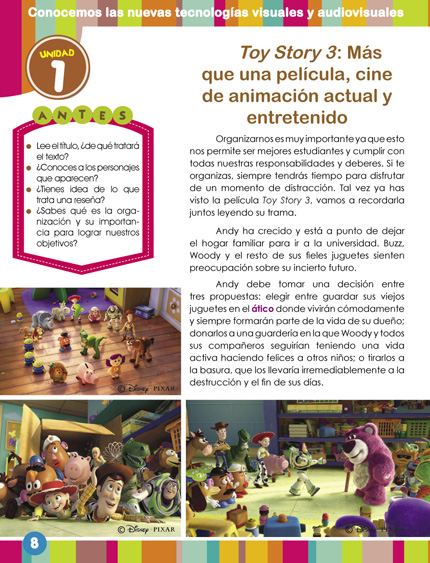 Conocemos las nuevas tecnologías visuales y audiovisuales
UNIDAD
1
ANTES
Lee el título, ¿de qué tratará
el texto?
¿Conoces a los personajes
que aparecen?
¿Tienes idea de lo que
trata una reseña?
¿Sabes qué es la orga-
nización y su importan-
cia para lograr nuestros
objetivos?
Toy Story 3: Más
que una película, cine
de animación actual y
entretenido
Organizarnos es muy importante ya que esto
nos permite ser mejores estudiantes y cumplir con
todas nuestras responsabilidades y deberes. Si te
organizas, siempre tendrás tiempo para disfrutar
de un momento de distracción. Tal vez ya has
visto la película Toy Story 3, vamos a recordarla
juntos leyendo su trama.
Andy ha crecido y está a punto de dejar
el hogar familiar para ir a la universidad. Buzz,
Woody y el resto de sus fieles juguetes sienten
preocupación sobre su incierto futuro.
Andy debe tomar una decisión entre
tres propuestas: elegir entre guardar sus viejos
juguetes en el ático donde vivirán cómodamente
y siempre formarán parte de la vida de su dueño;
donarlos a una guardería en la que Woody y todos
sus compañeros seguirían teniendo una vida
activa haciendo felices a otros niños; o tirarlos a
la basura, que los llevaría irremediablemente a la
destrucción y el fin de sus días.
© Disney · PIXAR
© Disney · PIXAR
© Disney · PIXAR
8